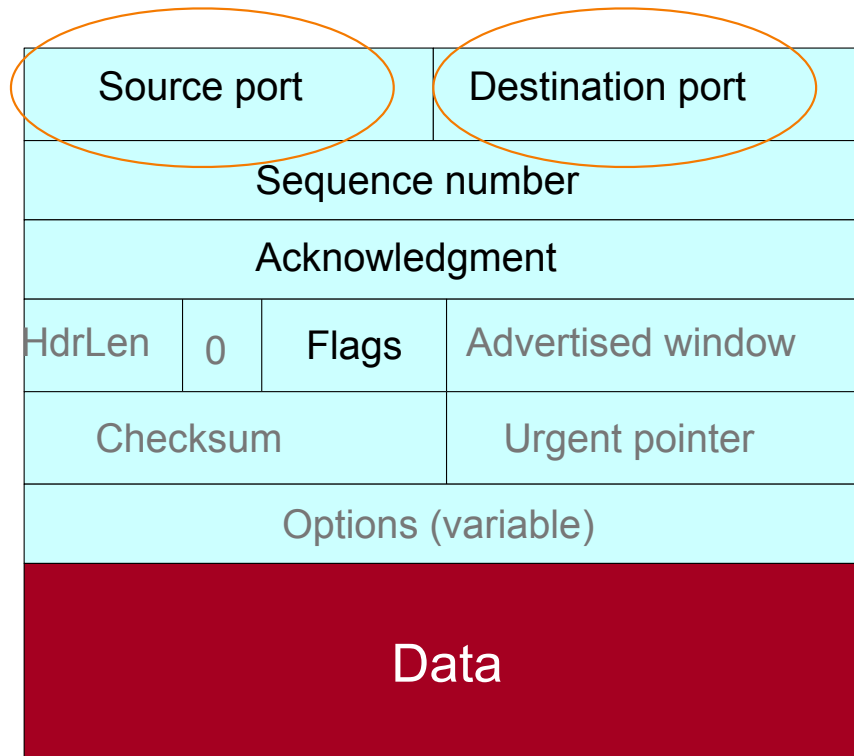 Source port
Destination port
Sequence number
Acknowledgment
HdrLen
0
Flags
Advertised window
Checksum
Urgent pointer
Options (variable)
Data